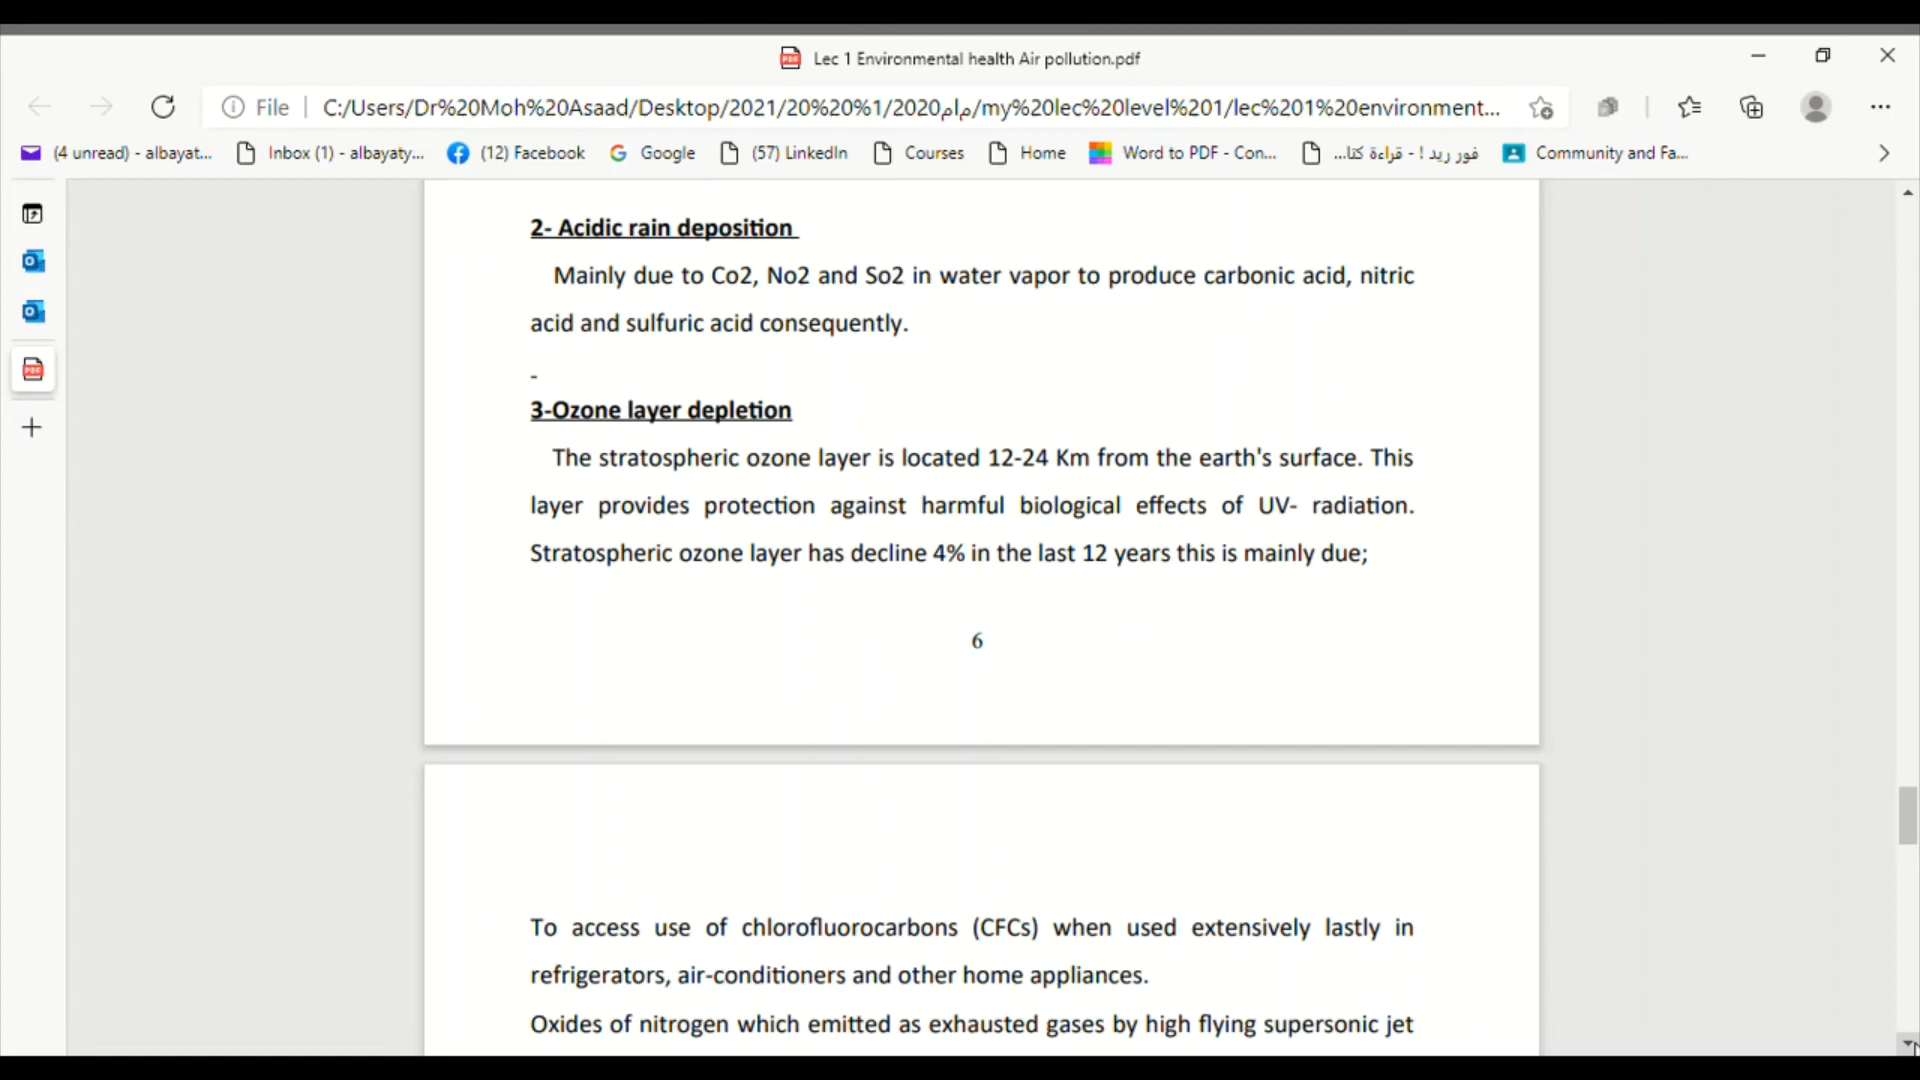 Lec 1 Environmental health Air pollution.pdf
File | C:/Users/Dr%20Moh%20Asaad/Desktop/2021/20%20%1/2020مام/my%20lec%20level%201/lec%201%20environment...
(4 unread) - albayat... Inbox (1) - albayaty... (12) Facebook Google (57) LinkedIn Courses Home Word to PDF - Con... فور ريد ! - قراءة كتا... Community and Fa...
2- Acidic rain deposition
Mainly due to Co2, No2 and So2 in water vapor to produce carbonic acid, nitric
acid and sulfuric acid consequently.
-
3-Ozone layer depletion
The stratospheric ozone layer is located 12-24 Km from the earth's surface. This
layer provides protection against harmful biological effects of UV- radiation.
Stratospheric ozone layer has decline 4% in the last 12 years this is mainly due;
6
To access use of chlorofluorocarbons (CFCs) when used extensively lastly in
refrigerators, air-conditioners and other home appliances.
Oxides of nitrogen which emitted as exhausted gases by high flying supersonic jet